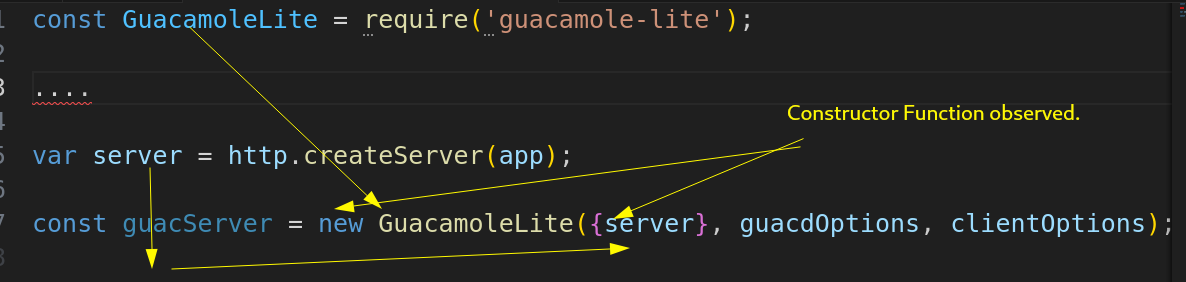 1 const GuacamoleLite = require('guacamole-lite');
2
3 ....
4
Constructor Function observed.
5 var server = http.createServer(app);
6
7 const guacServer = new GuacamoleLite({server}, guacdOptions, clientOptions);
8